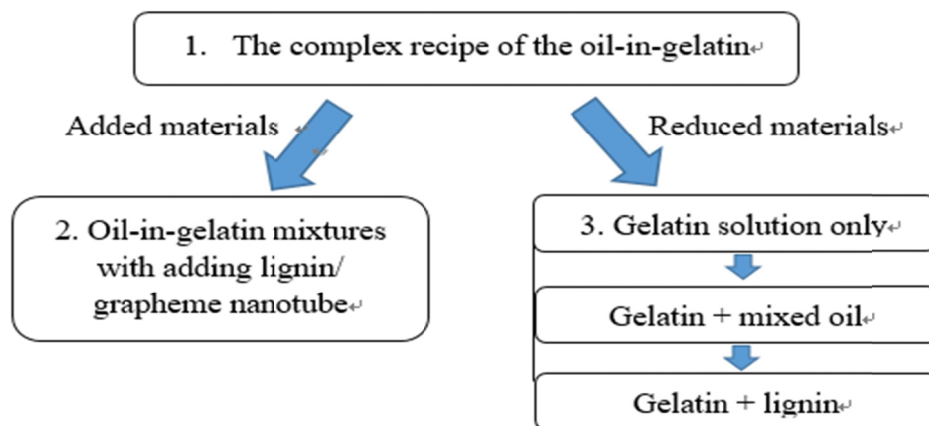 1. The complex recipe of the oil-in-gelatin↵
Added materials
Reduced materials↵
2. Oil-in-gelatin mixtures
with adding lignin/
grapheme nanotube↵
3. Gelatin solution only↵
Gelatin + mixed oil↵
Gelatin + lignin↵